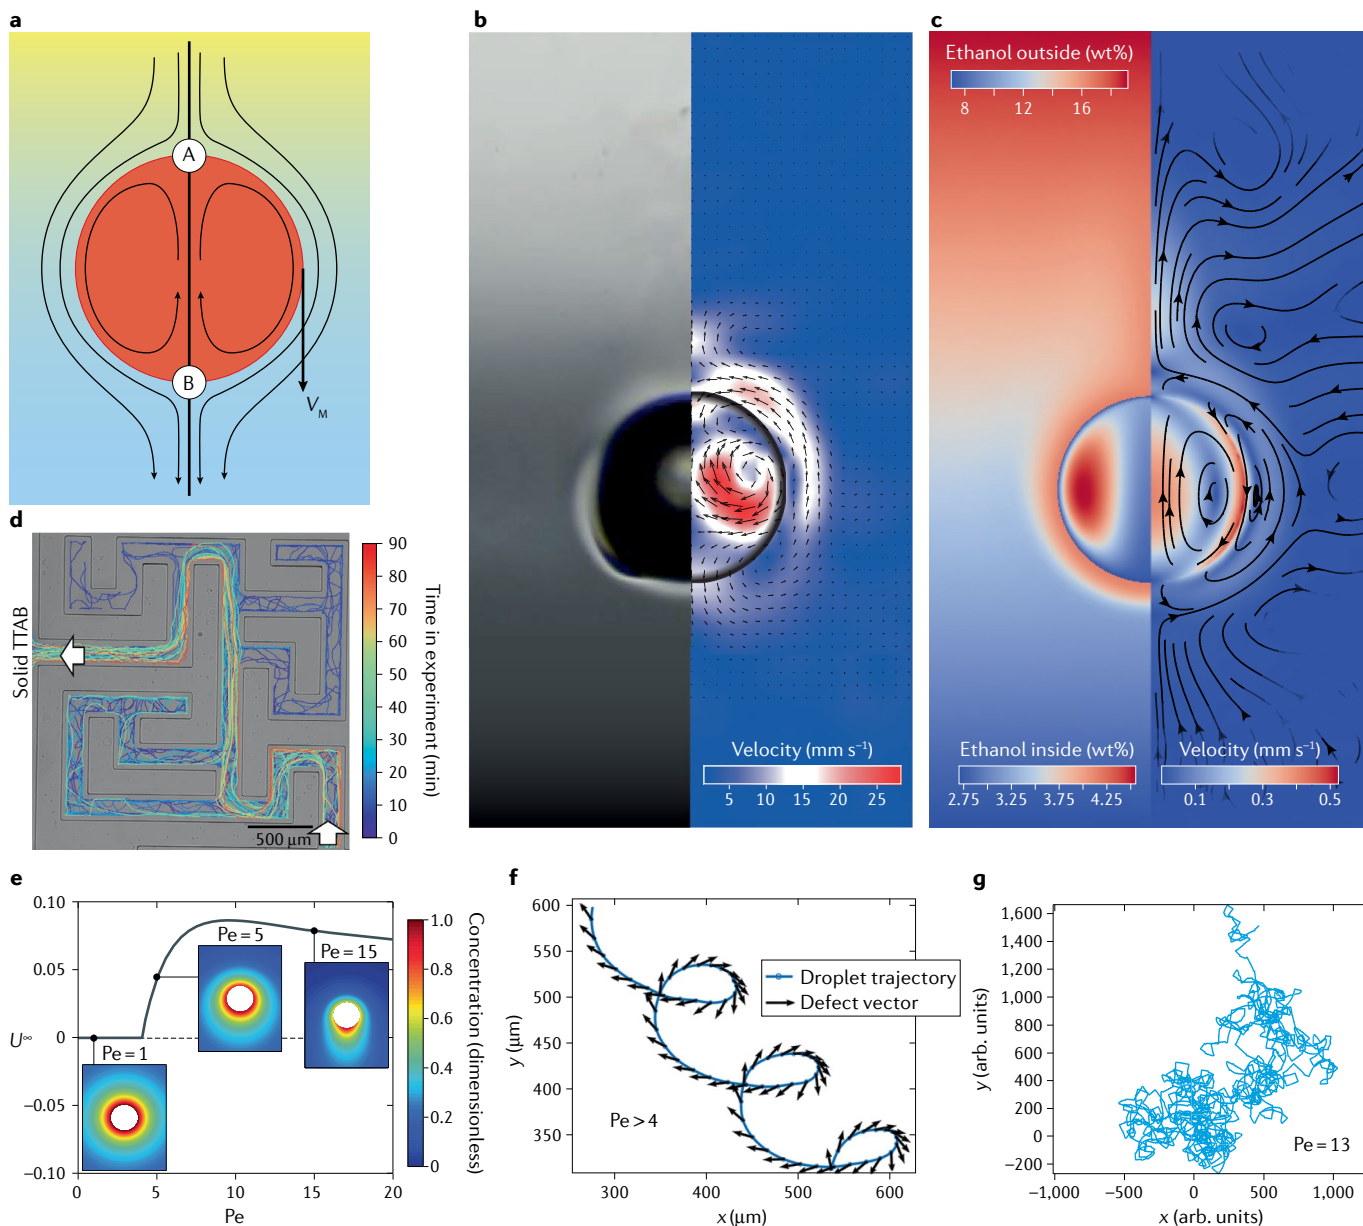 a
A
B
V_M
b
Velocity (mm s⁻¹)
5 10 15 20 25
c
Ethanol outside (wt%)
8 12 16
Ethanol inside (wt%)
2.75 3.25 3.75 4.25
Velocity (mm s⁻¹)
0.1 0.3 0.5
d
Solid TTAB
500 µm
90
80
70
60
50
40
30
20
10
0
Time in experiment (min)
e
0.10
0.05
0
−0.05
−0.10
U^∞
Pe = 1
Pe = 5
Pe = 15
0 5 10 15 20
Pe
1.0
0.8
0.6
0.4
0.2
0
Concentration (dimensionless)
f
600
550
500
450
400
350
y (µm)
Droplet trajectory
Defect vector
Pe > 4
300 400 500 600
x (µm)
g
1,600
1,400
1,200
1,000
800
600
400
200
0
−200
y (arb. units)
Pe = 13
−1,000 −500 0 500 1,000
x (arb. units)